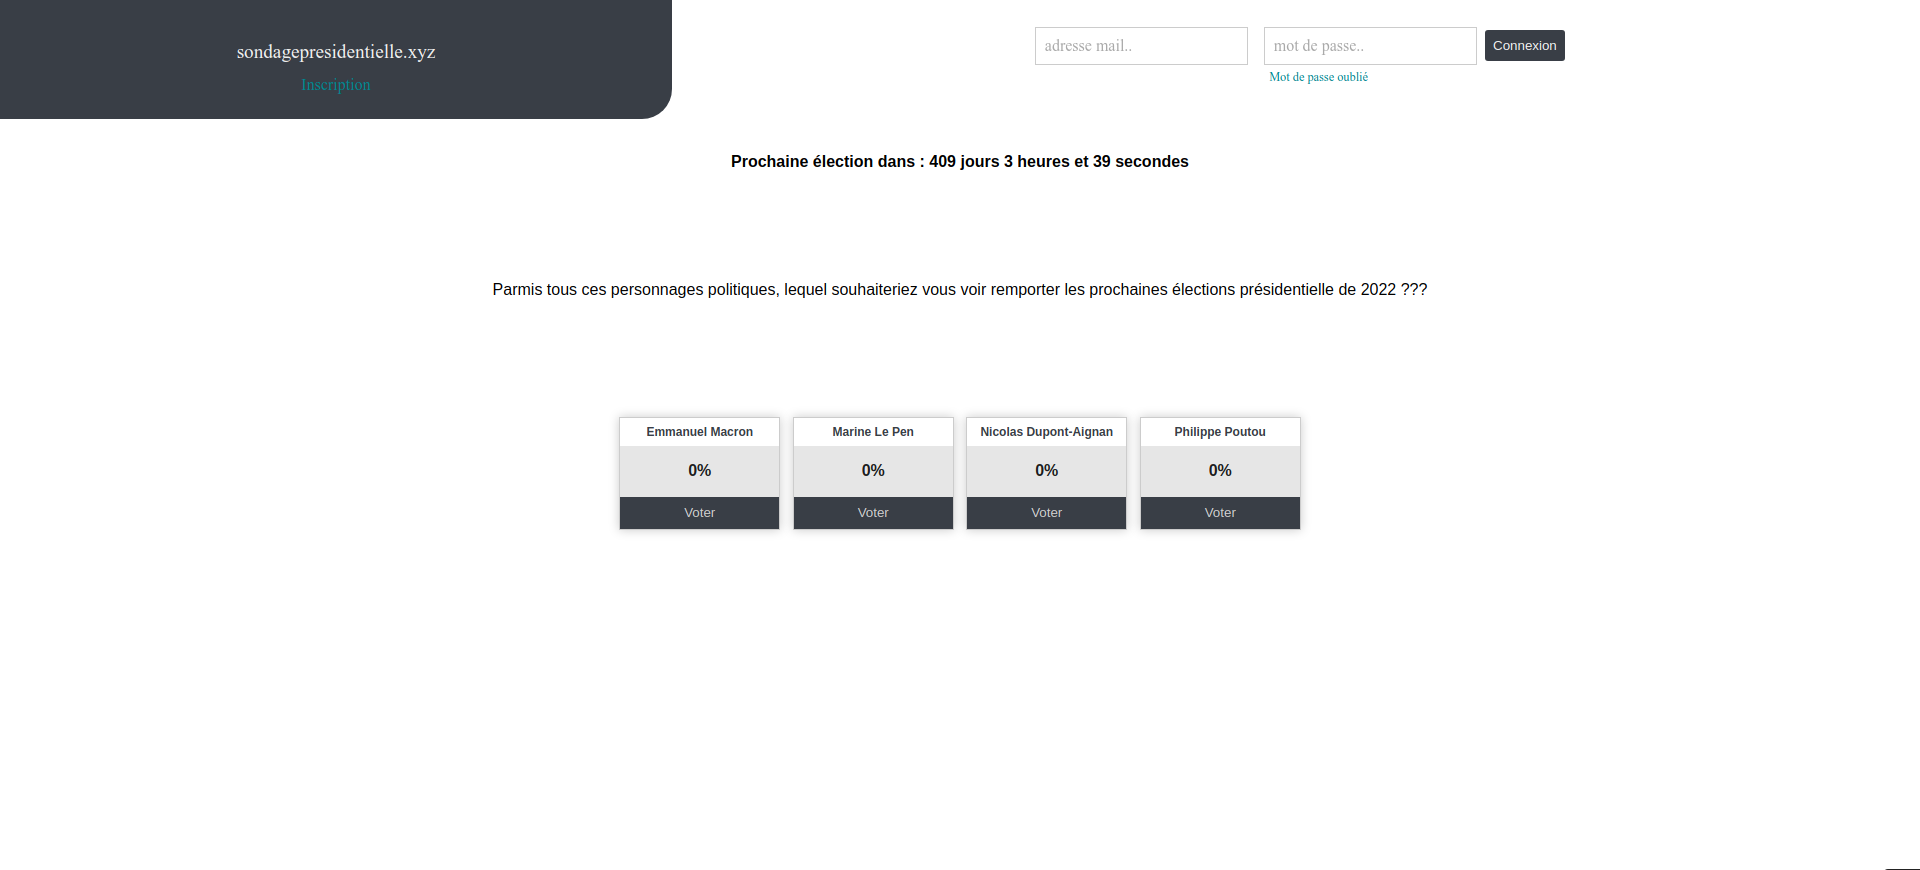 sondagepresidentielle.xyz
Inscription
adresse mail..
mot de passe..
Connexion
Mot de passe oublié
Prochaine élection dans : 409 jours 3 heures et 39 secondes
Parmis tous ces personnages politiques, lequel souhaiteriez vous voir remporter les prochaines élections présidentielle de 2022 ???
Emmanuel Macron
0%
Voter
Marine Le Pen
0%
Voter
Nicolas Dupont-Aignan
0%
Voter
Philippe Poutou
0%
Voter